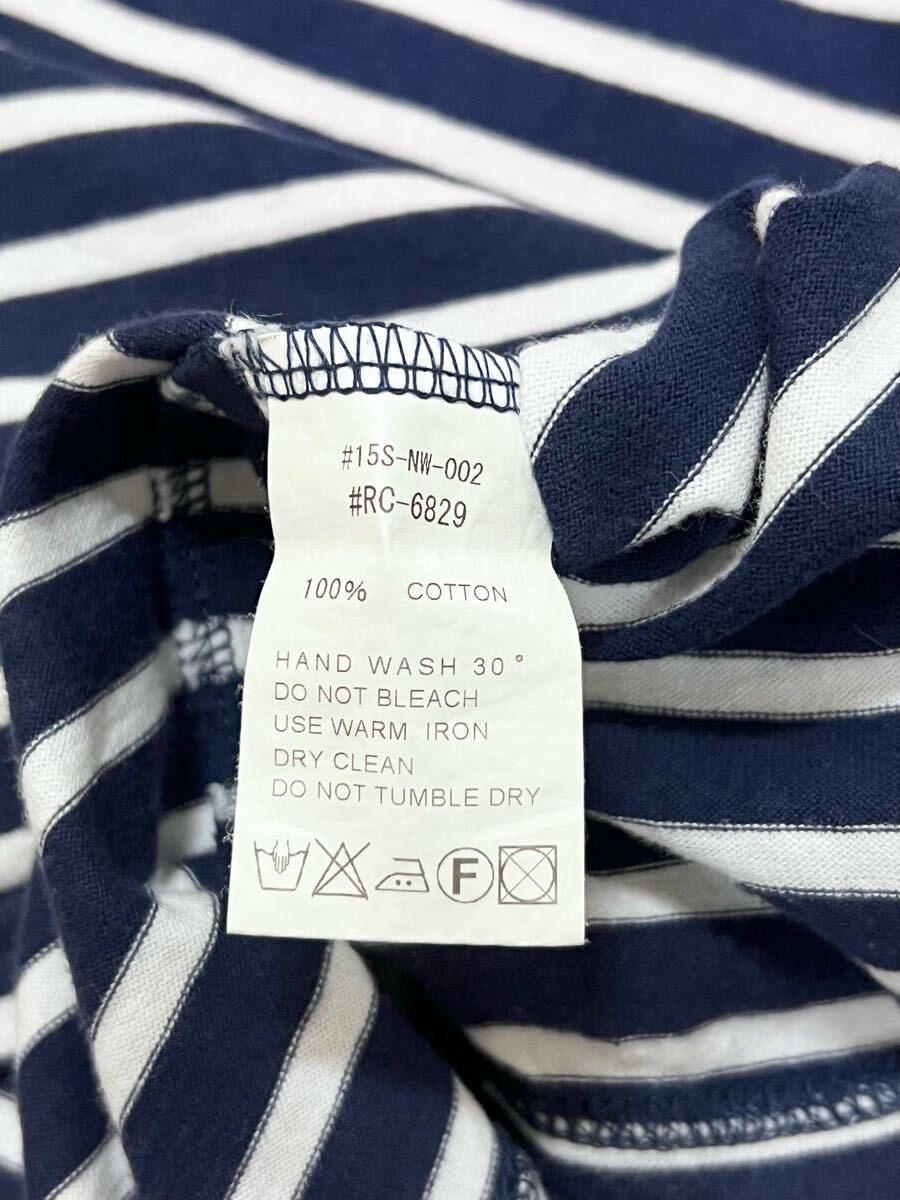 #15S-NW-002
#RC-6829
100% COTTON
HAND WASH 30°
DO NOT BLEACH
USE WARM IRON
DRY CLEAN
DO NOT TUMBLE DRY
F